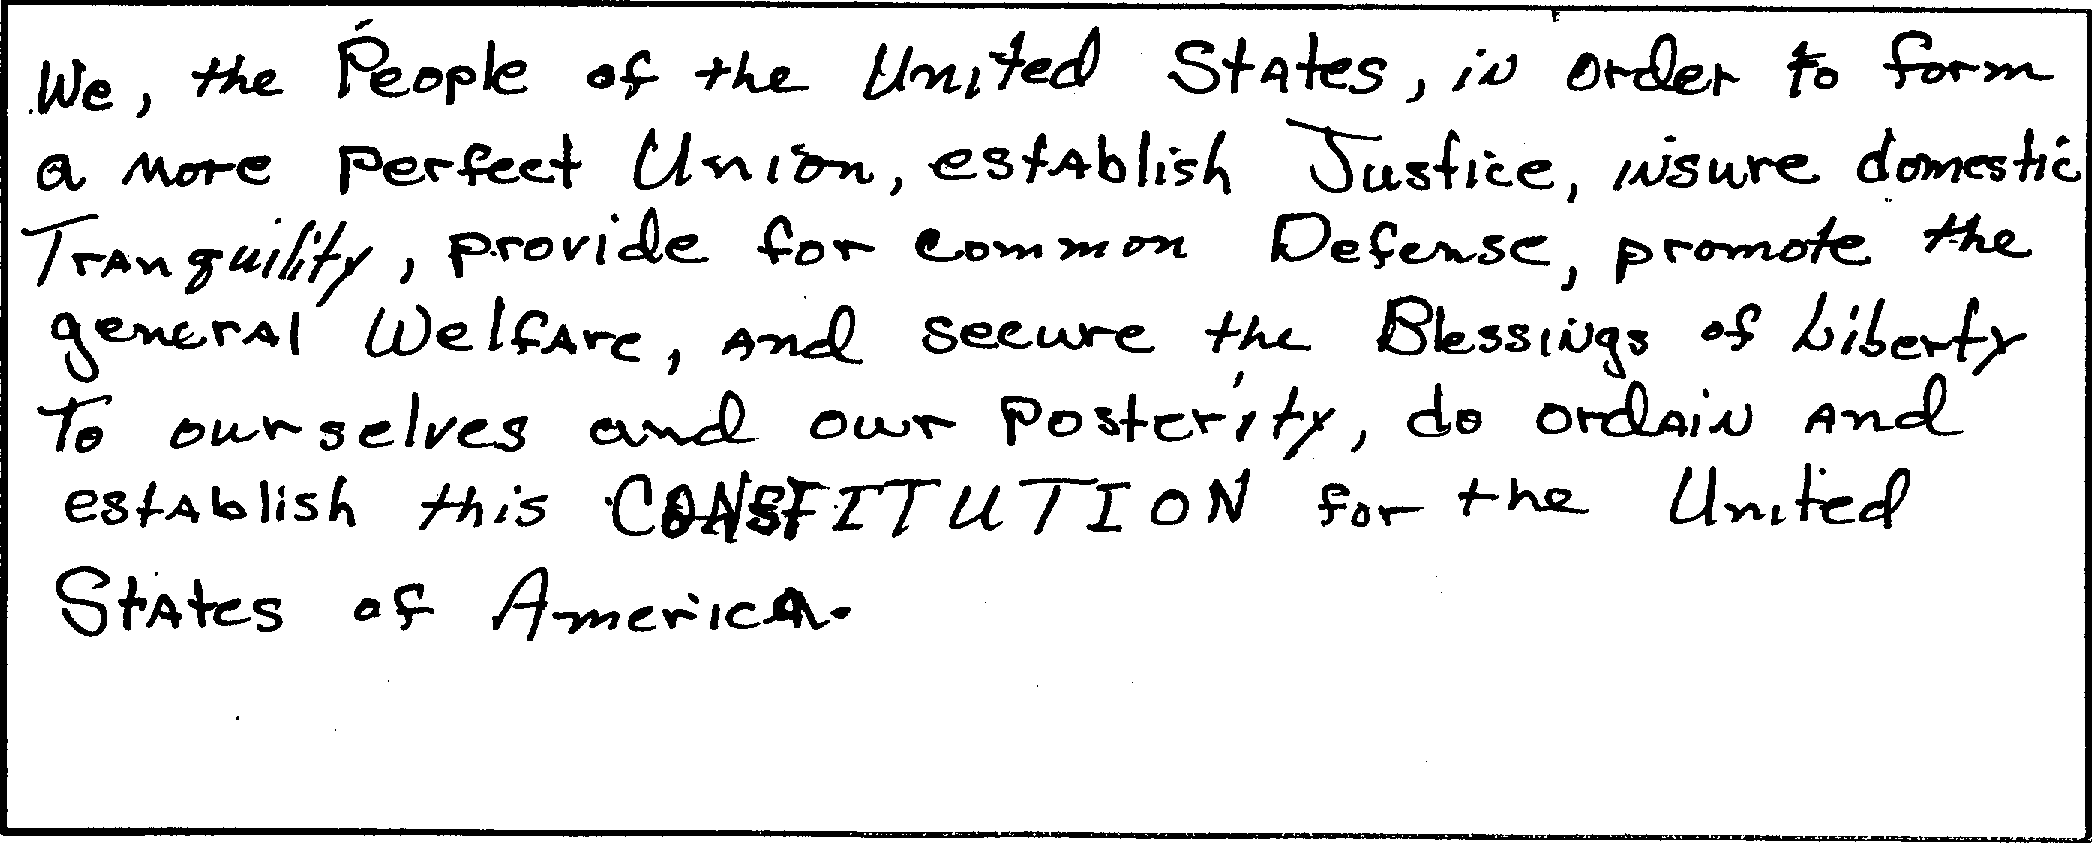 We, the People of the United States, in order to form
a more perfect Union, establish Justice, insure domestic
Tranquility, provide for common Defense, promote the
general Welfare, and secure the Blessings of Liberty
to ourselves and our posterity, do ordain and
establish this CONSTITUTION for the United
States of America.